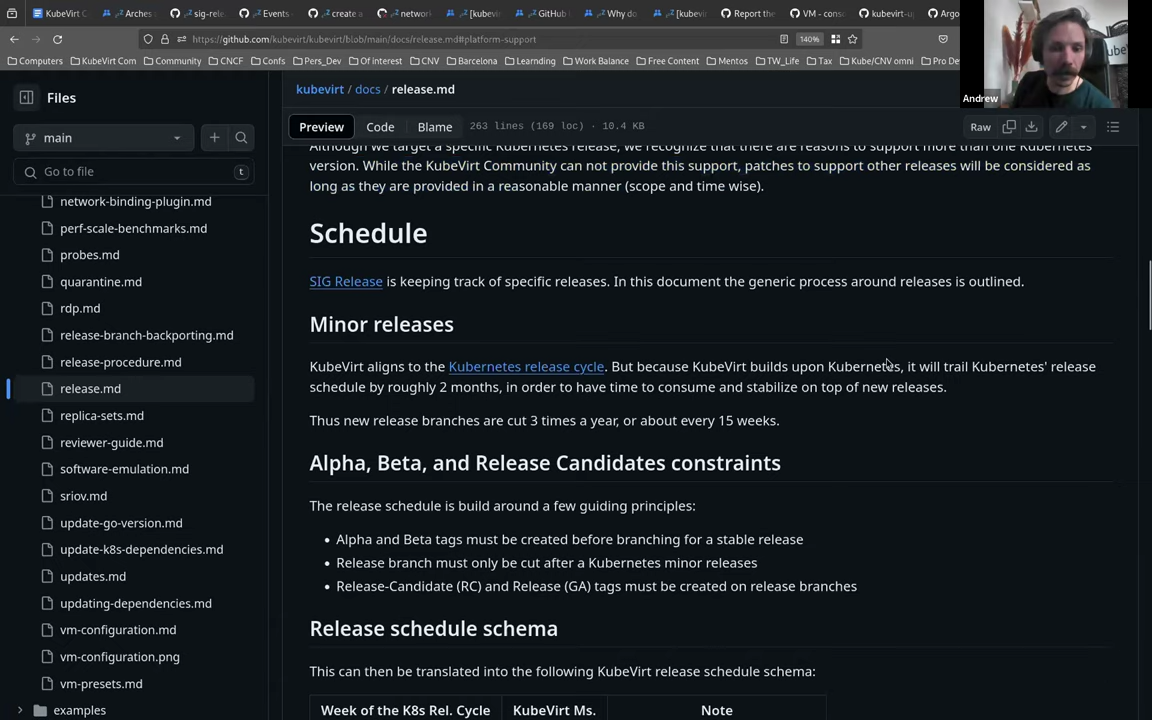 KubeVirt C
Arches
sig-rele
Events
create a
network
[kubevir
GitHub
Why do
[kubev
Report the
VM - cons
kubevirt-u
Argo
https://github.com/kubevirt/kubevirt/blob/main/docs/release.md#platform-support
140%
Computers
KubeVirt Com
Community
CNCF
Confs
Pers_Dev
Of interest
CNV
Barcelona
Learnding
Work Balance
Free Content
Mentos
TW_Life
Tax
Kube/CNV omni
Pro De
Andrew
Files
main
Go to file
t
network-binding-plugin.md
perf-scale-benchmarks.md
probes.md
quarantine.md
rdp.md
release-branch-backporting.md
release-procedure.md
release.md
replica-sets.md
reviewer-guide.md
software-emulation.md
sriov.md
update-go-version.md
update-k8s-dependencies.md
updates.md
updating-dependencies.md
vm-configuration.md
vm-configuration.png
vm-presets.md
examples
kubevirt / docs / release.md
Preview Code Blame 263 lines (169 loc) · 10.4 KB
Raw
Although we target a specific Kubernetes release, we recognize that there are reasons to support more than one Kubernetes
version. While the KubeVirt Community can not provide this support, patches to support other releases will be considered as
long as they are provided in a reasonable manner (scope and time wise).
Schedule
SIG Release is keeping track of specific releases. In this document the generic process around releases is outlined.
Minor releases
KubeVirt aligns to the Kubernetes release cycle. But because KubeVirt builds upon Kubernetes, it will trail Kubernetes' release
schedule by roughly 2 months, in order to have time to consume and stabilize on top of new releases.
Thus new release branches are cut 3 times a year, or about every 15 weeks.
Alpha, Beta, and Release Candidates constraints
The release schedule is build around a few guiding principles:
• Alpha and Beta tags must be created before branching for a stable release
• Release branch must only be cut after a Kubernetes minor releases
• Release-Candidate (RC) and Release (GA) tags must be created on release branches
Release schedule schema
This can then be translated into the following KubeVirt release schedule schema:
Week of the K8s Rel. Cycle KubeVirt Ms. Note